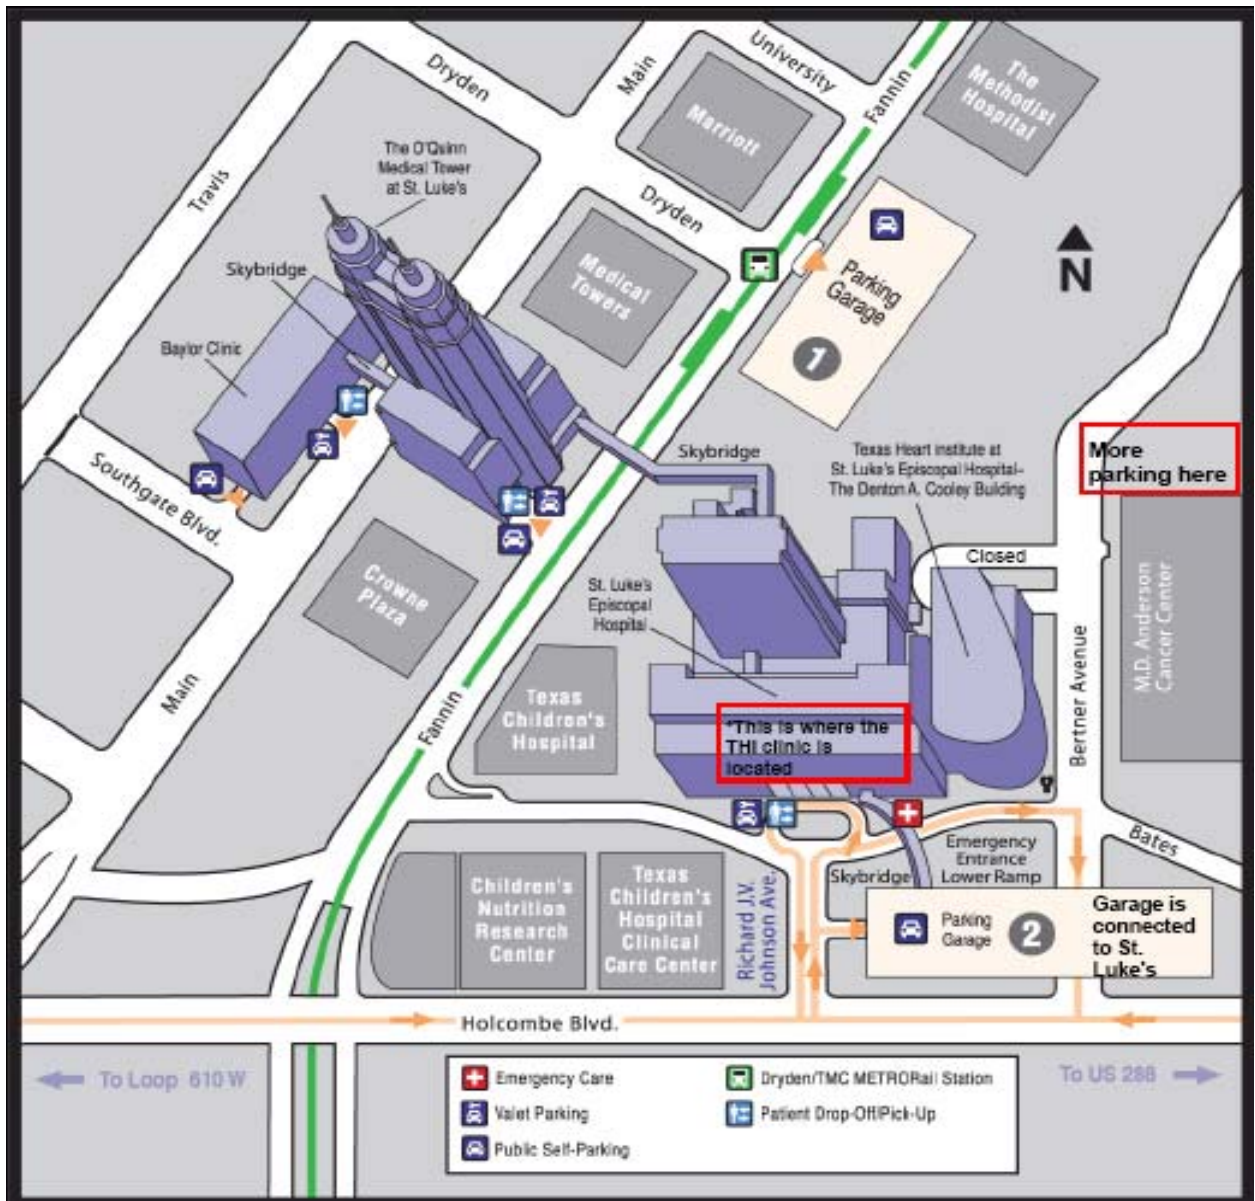 Dryden
Main
University
Fannin
The
Methodist
Hospital
Marriott
The O'Quinn
Medical Tower
at St. Luke's
Travis
Dryden
Skybridge
Medical
Towers
Parking
Garage
1
N
Baylor Clinic
Southgate Blvd.
Skybridge
Texas Heart institute at
St. Luke's Episcopal Hospital–
The Denton A. Cooley Building
More
parking here
Crowne
Plaza
St. Luke's
Episcopal
Hospital
Closed
M.D. Anderson
Cancer Center
Bertner Avenue
Main
Fannin
Texas
Children's
Hospital
*This is where the
THI clinic is
located
Bates
Children's
Nutrition
Research
Center
Texas
Children's
Hospital
Clinical
Care Center
Richard J.V.
Johnson Ave.
Skybridge
Emergency
Entrance
Lower Ramp
Parking
Garage
2
Garage is
connected
to St.
Luke's
Holcombe Blvd.
To Loop 610 W
To US 288
Emergency Care
Valet Parking
Public Self-Parking
Dryden/TMC METRORail Station
Patient Drop-Off/Pick-Up